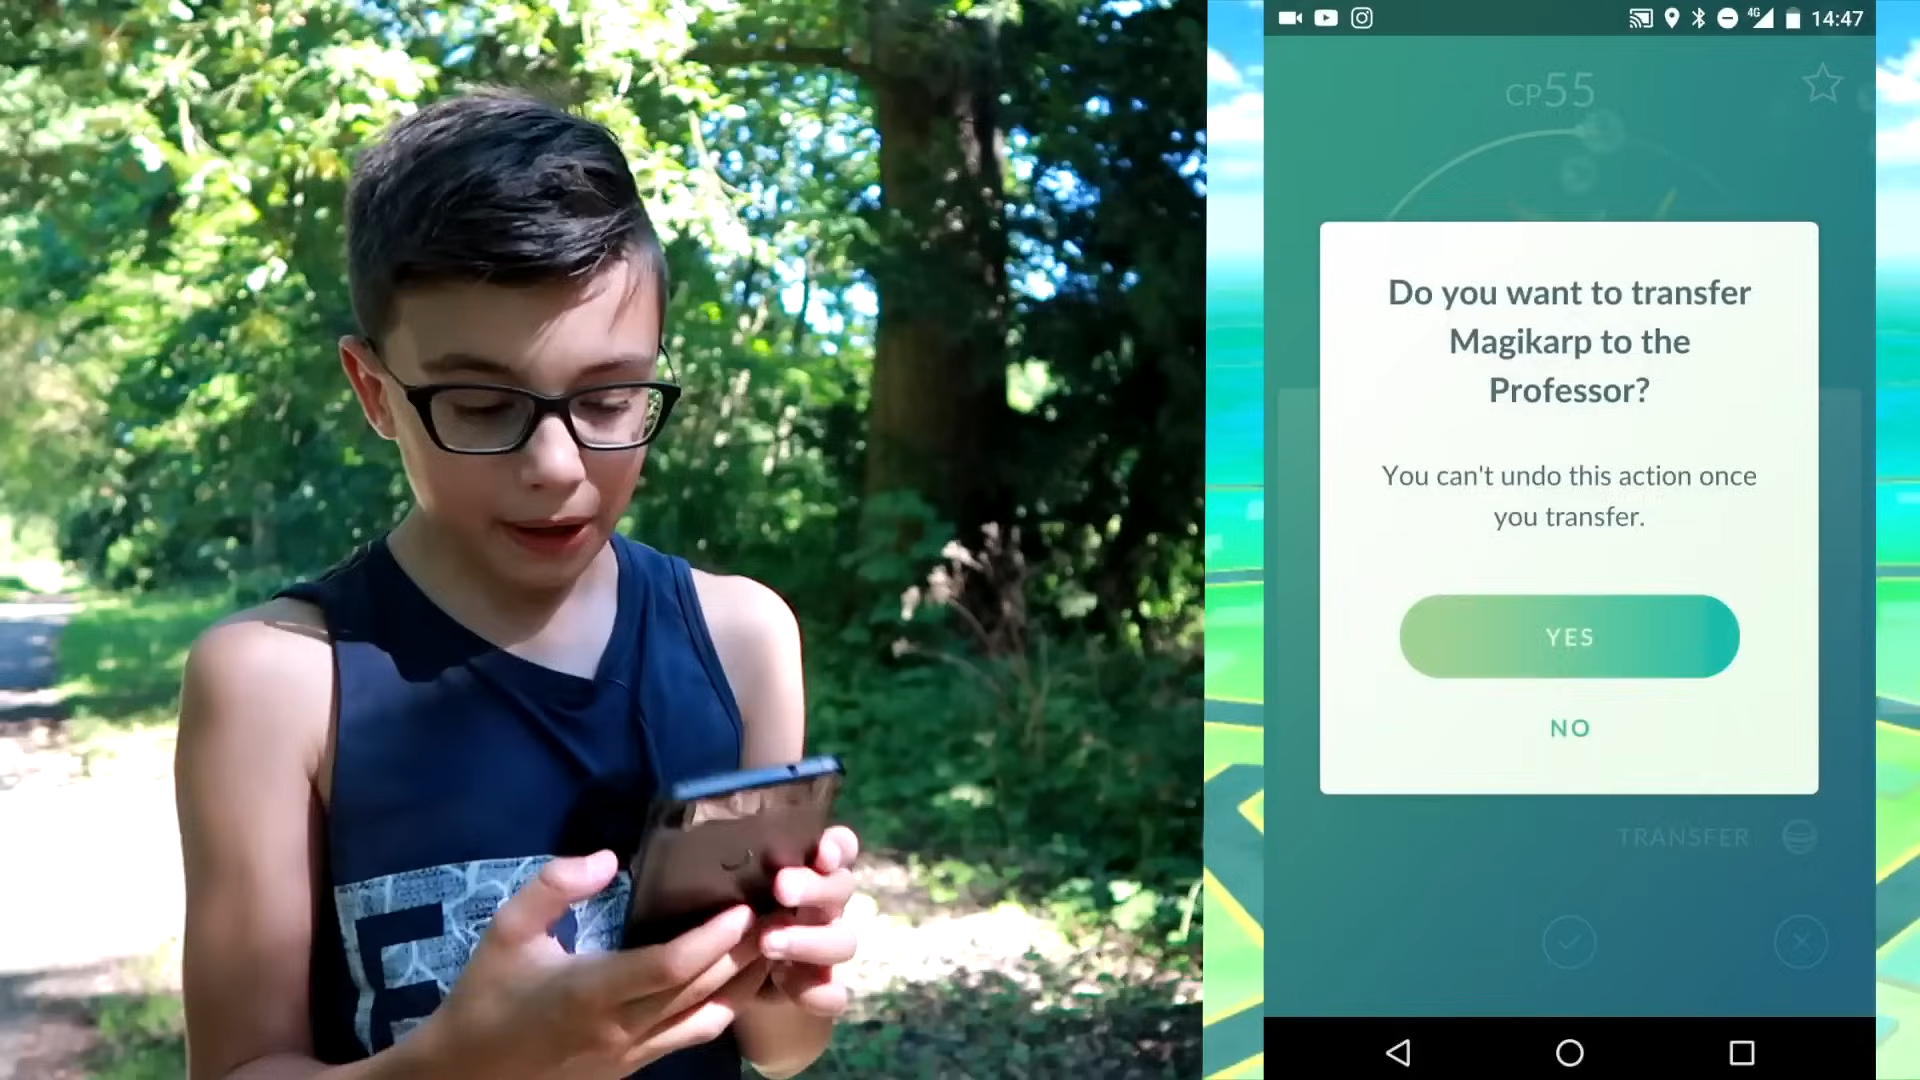 4G 14:47
CP55
Do you want to transfer
Magikarp to the
Professor?
You can't undo this action once
you transfer.
YES
NO
TRANSFER